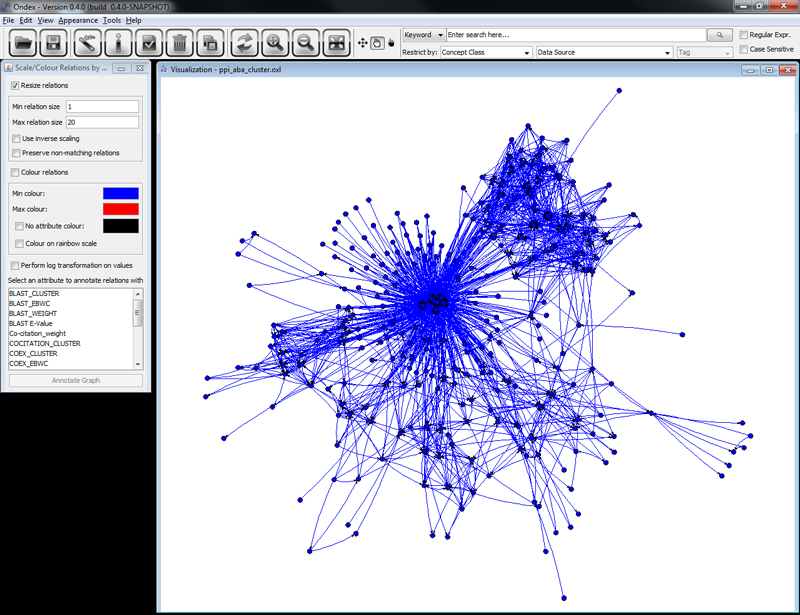 Ondex - Version 0.4.0 (build 0.4.0-SNAPSHOT)
File Edit View Appearance Tools Help
Keyword Enter search here... Regular Expr.
Restrict by: Concept Class Data Source Tag Case Sensitive
Scale/Colour Relations by ...
Visualization - ppi_aba_cluster.oxl
Resize relations
Min relation size 1
Max relation size 20
Use inverse scaling
Preserve non-matching relations
Colour relations
Min colour:
Max colour:
No attribute colour:
Colour on rainbow scale
Perform log transformation on values
Select an attribute to annotate relations with
BLAST_CLUSTER
BLAST_EBWC
BLAST_WEIGHT
BLAST E-Value
Co-citation_weight
COCITATION_CLUSTER
COEX_CLUSTER
COEX_EBWC
Annotate Graph